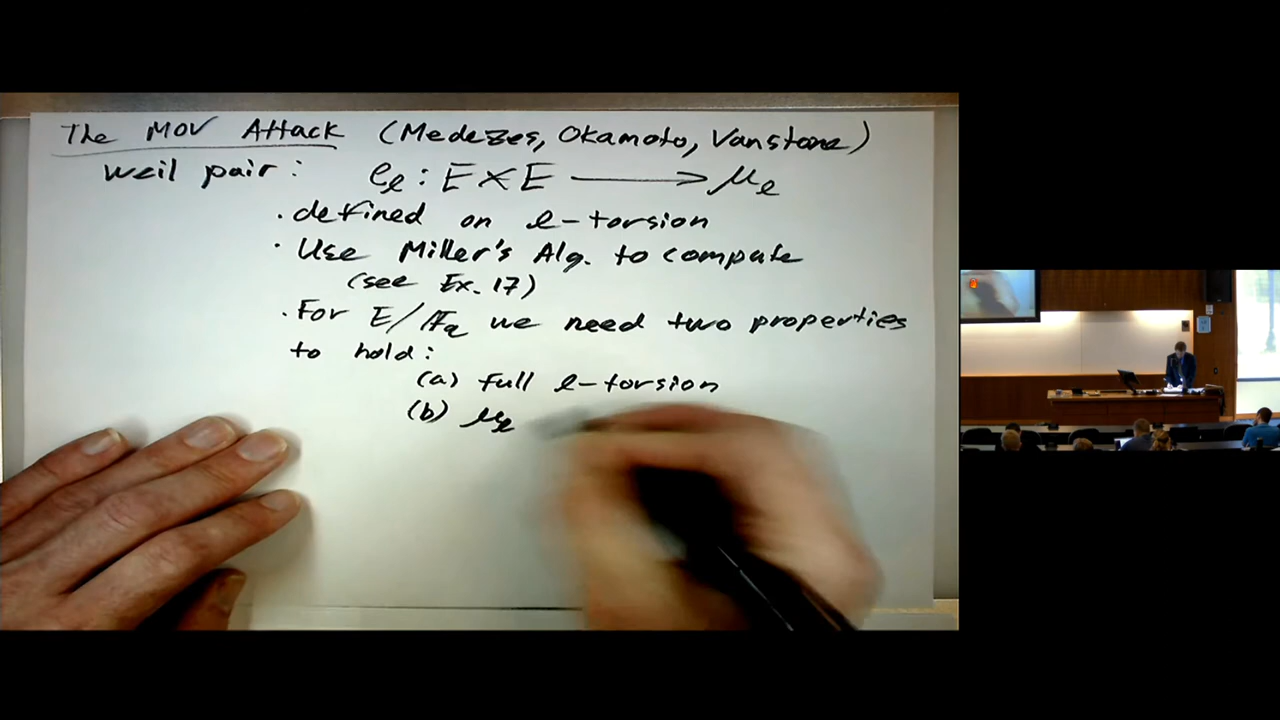 The MOV Attack (Medezes, Okamoto, Vanstone)
Weil pair: eℓ : E × E ⟶ μℓ
· defined on ℓ-torsion
· Use Miller's Alg. to compute
(see Ex. 17)
· For E/𝔽q we need two properties
to hold:
(a) full ℓ-torsion
(b) μℓ